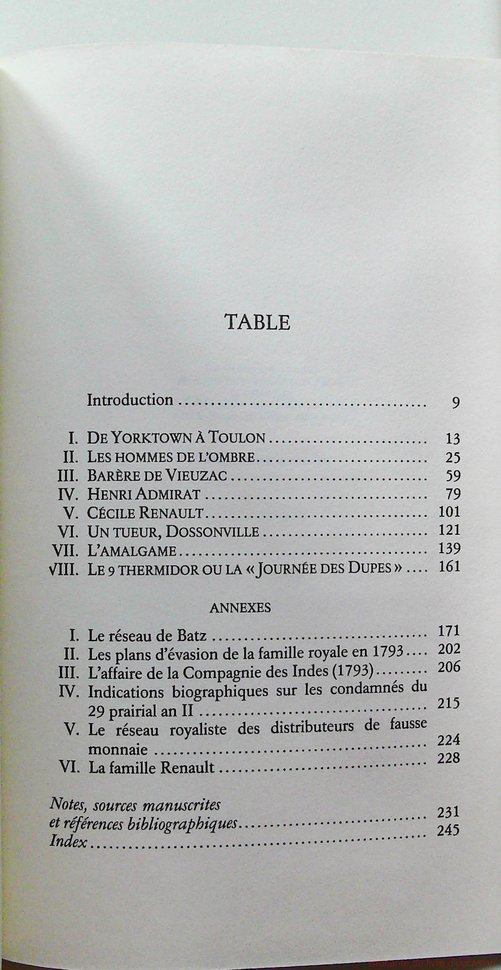 TABLE
Introduction ........................................ 9
I. DE YORKTOWN À TOULON ......................... 13
II. LES HOMMES DE L'OMBRE ........................... 25
III. BARÈRE DE VIEUZAC ................................ 59
IV. HENRI ADMIRAT .................................... 79
V. CÉCILE RENAULT .................................... 101
VI. UN TUEUR, DOSSONVILLE ........................... 121
VII. L'AMALGAME ........................................ 139
VIII. LE 9 THERMIDOR OU LA « JOURNÉE DES DUPES » .... 161
ANNEXES
I. Le réseau de Batz ................................... 171
II. Les plans d'évasion de la famille royale en 1793 .... 202
III. L'affaire de la Compagnie des Indes (1793) ......... 206
IV. Indications biographiques sur les condamnés du
29 prairial an II ..................................... 215
V. Le réseau royaliste des distributeurs de fausse
monnaie ............................................ 224
VI. La famille Renault .................................. 228
Notes, sources manuscrites
et références bibliographiques .............................. 231
Index ...................................................... 245